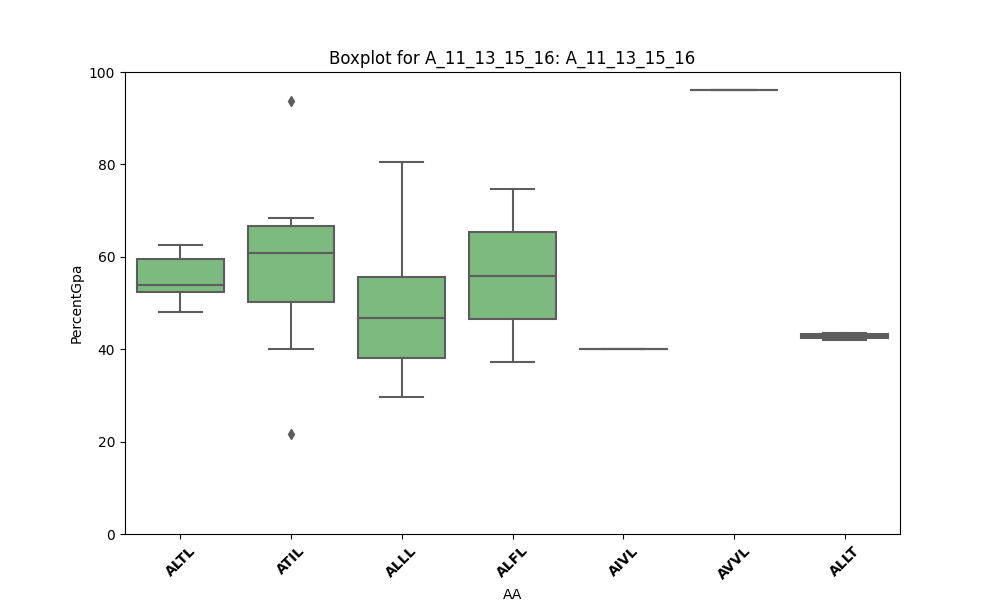 Boxplot for A_11_13_15_16: A_11_13_15_16
100
80
60
40
20
0
PercentGpa
ALTL
ATIL
ALLL
ALFL
AIVL
AVVL
ALLT
AA